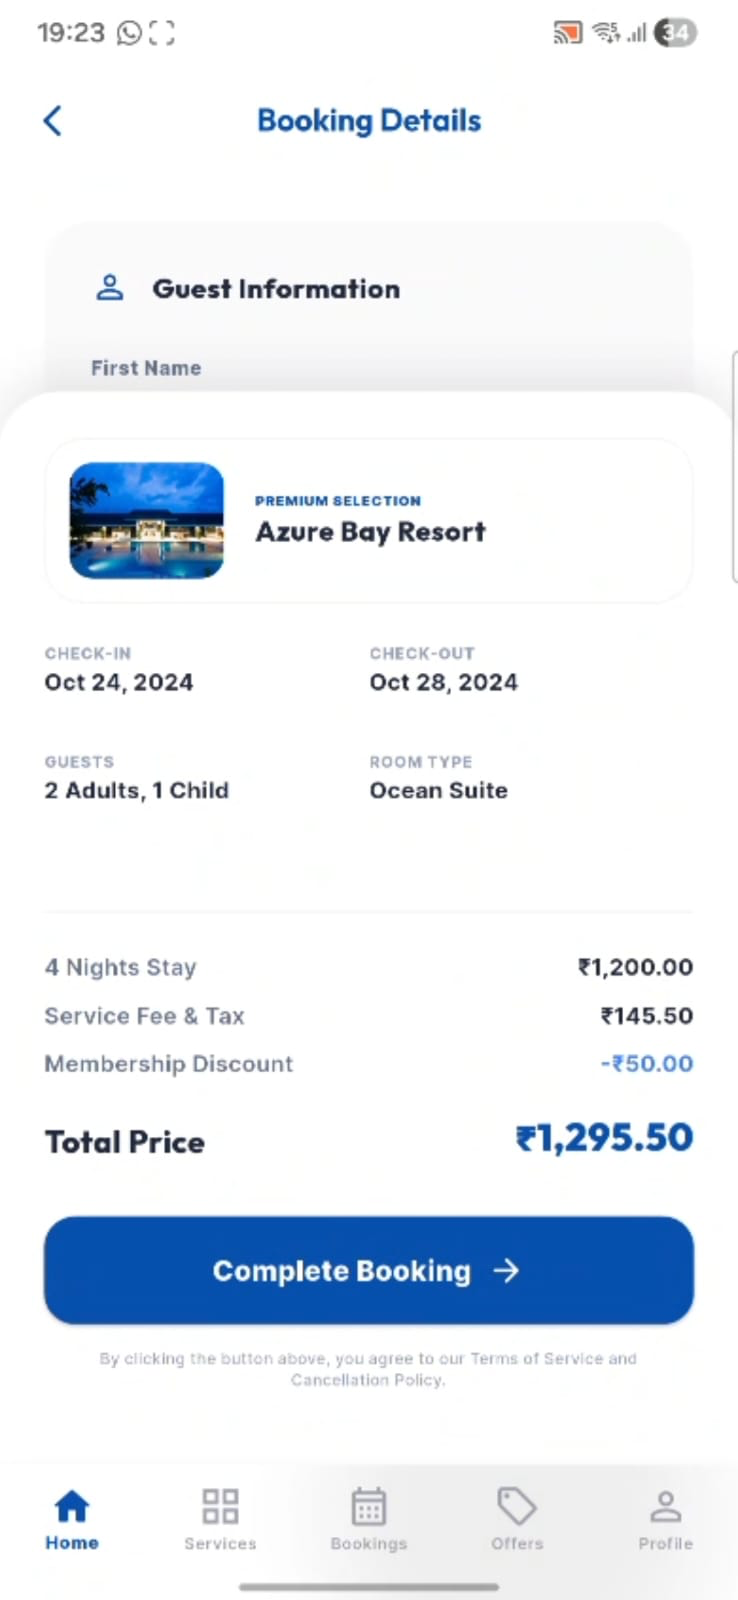 19:23
34
Booking Details
Guest Information
First Name
PREMIUM SELECTION
Azure Bay Resort
CHECK-IN
CHECK-OUT
Oct 24, 2024
Oct 28, 2024
GUESTS
ROOM TYPE
2 Adults, 1 Child
Ocean Suite
4 Nights Stay
₹1,200.00
Service Fee & Tax
₹145.50
Membership Discount
-₹50.00
Total Price
₹1,295.50
Complete Booking →
By clicking the button above, you agree to our Terms of Service and
Cancellation Policy.
Home
Services
Bookings
Offers
Profile